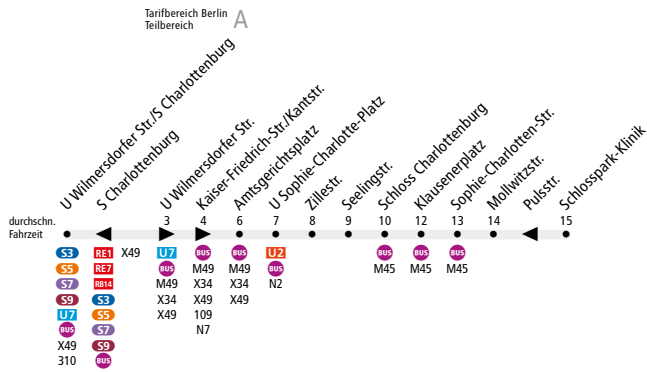 Tarifbereich Berlin
Teilbereich A
U Wilmersdorfer Str./S Charlottenburg
S Charlottenburg
U Wilmersdorfer Str.
Kaiser-Friedrich-Str./Kantstr.
Amtsgerichtsplatz
U Sophie-Charlotte-Platz
Zillestr.
Seelingstr.
Schloss Charlottenburg
Klausenerplatz
Sophie-Charlotten-Str.
Mollwitzstr.
Pulsstr.
Schlosspark-Klinik
durchschn. 3 4 6 7 8 9 10 12 13 14 15
Fahrzeit
S3 RE1 X49 U7 BUS BUS U2 BUS BUS BUS
S5 RE7 BUS M49 M49 BUS M45 M45 M45
S7 RB14 M49 X34 X34 N2
S9 S3 X34 X49 X49
U7 S5 X49 109
BUS S7 N7
X49 S9
310 BUS